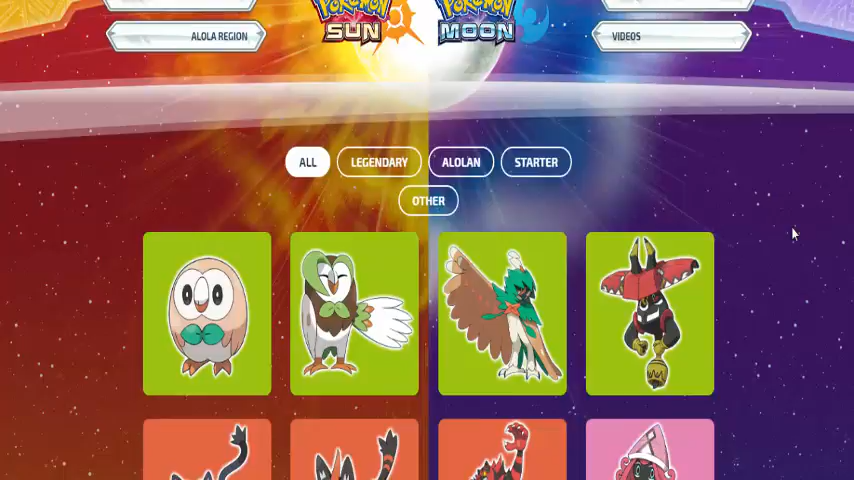 POKéMON
SUN
POKéMON
MOON
ALOLA REGION
VIDEOS
ALL
LEGENDARY
ALOLAN
STARTER
OTHER